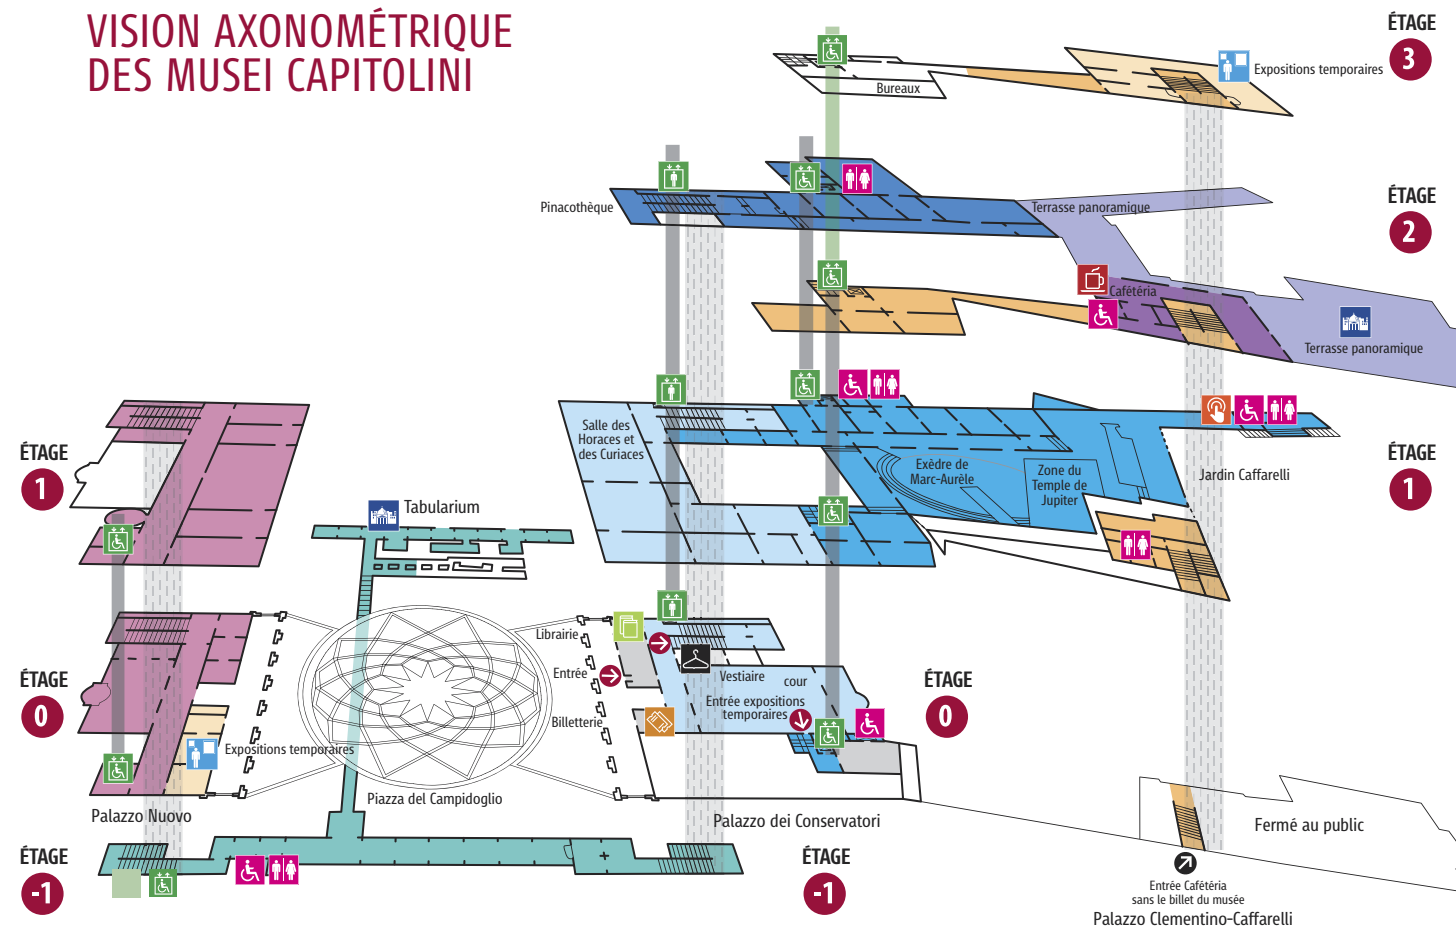 VISION AXONOMÉTRIQUE
DES MUSEI CAPITOLINI
ÉTAGE
3
Expositions temporaires
Bureaux
ÉTAGE
2
Pinacothèque
Terrasse panoramique
Cafétéria
Terrasse panoramique
ÉTAGE
1
Salle des
Horaces et
des Curiaces
Exèdre de
Marc-Aurèle
Zone du
Temple de
Jupiter
Jardin Caffarelli
ÉTAGE
1
Tabularium
Librairie
Entrée
Billetterie
Vestiaire
cour
Entrée expositions
temporaires
ÉTAGE
0
ÉTAGE
0
Expositions temporaires
Piazza del Campidoglio
Palazzo Nuovo
Palazzo dei Conservatori
Fermé au public
ÉTAGE
-1
ÉTAGE
-1
Entrée Cafétéria
sans le billet du musée
Palazzo Clementino-Caffarelli